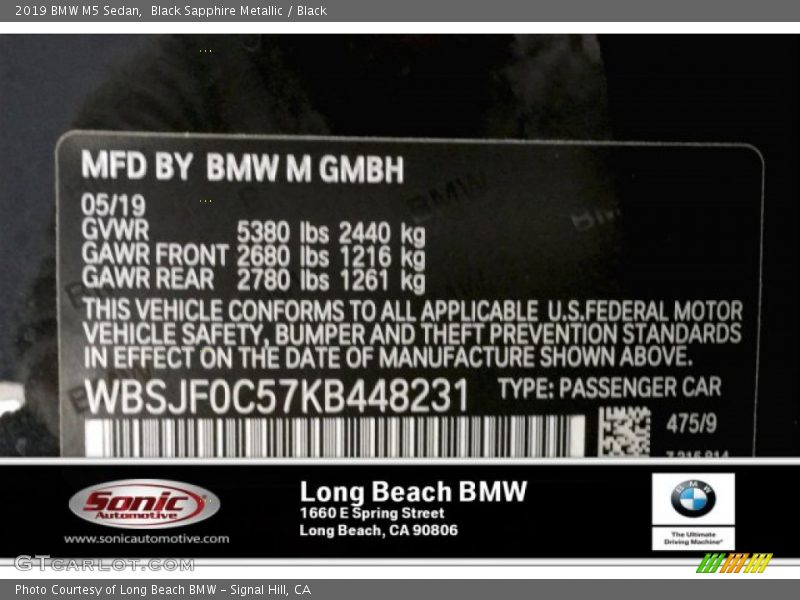 2019 BMW M5 Sedan,  Black Sapphire Metallic / Black
MFD BY BMW M GMBH
05/19
GVWR 5380 lbs 2440 kg
GAWR FRONT 2680 lbs 1216 kg
GAWR REAR 2780 lbs 1261 kg
THIS VEHICLE CONFORMS TO ALL APPLICABLE U.S.FEDERAL MOTOR
VEHICLE SAFETY, BUMPER AND THEFT PREVENTION STANDARDS
IN EFFECT ON THE DATE OF MANUFACTURE SHOWN ABOVE.
WBSJF0C57KB448231 TYPE: PASSENGER CAR
475/9
Sonic
Automotive
www.sonicautomotive.com
Long Beach BMW
1660 E Spring Street
Long Beach, CA 90806
BMW
The Ultimate
Driving Machine®
GTcarlot.com
Photo Courtesy of Long Beach BMW – Signal Hill, CA